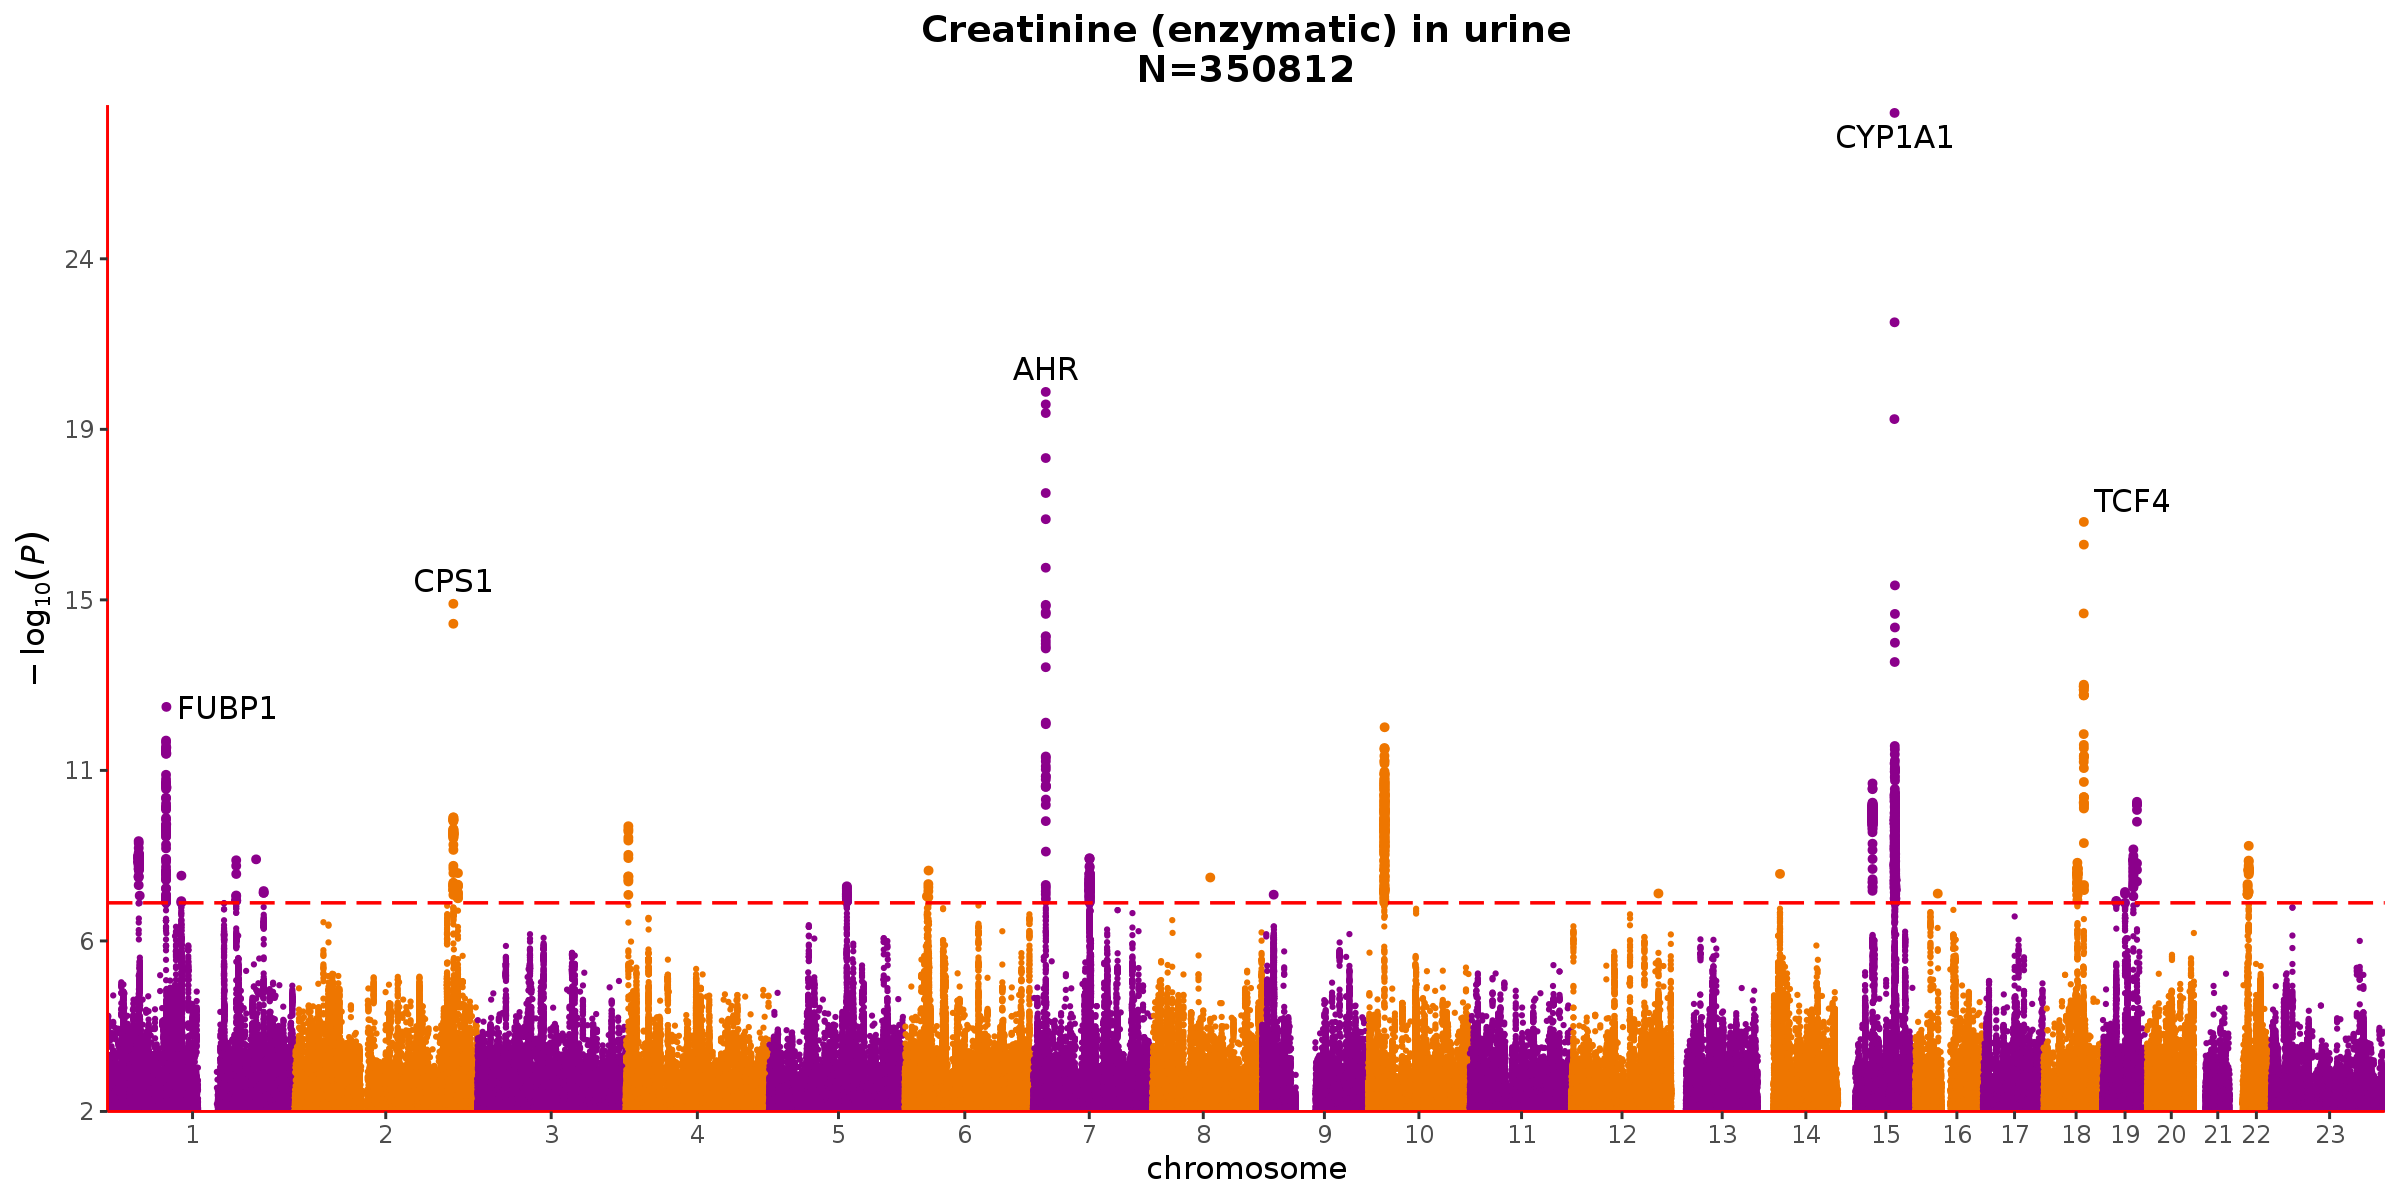 Creatinine (enzymatic) in urine
N=350812
CYP1A1
24
AHR
19
TCF4
15
CPS1
−log₁₀(P)
FUBP1
11
6
2
1 2 3 4 5 6 7 8 9 10 11 12 13 14 15 16 17 18 19 20 21 22 23
chromosome